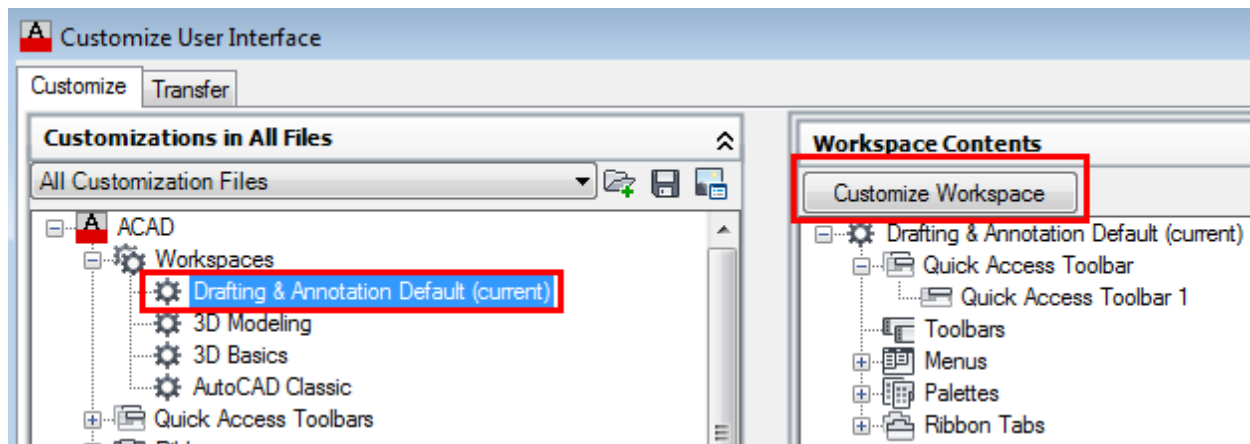 Customize User Interface
Customize Transfer
Customizations in All Files
All Customization Files
ACAD
Workspaces
Drafting & Annotation Default (current)
3D Modeling
3D Basics
AutoCAD Classic
Quick Access Toolbars
Workspace Contents
Customize Workspace
Drafting & Annotation Default (current)
Quick Access Toolbar
Quick Access Toolbar 1
Toolbars
Menus
Palettes
Ribbon Tabs